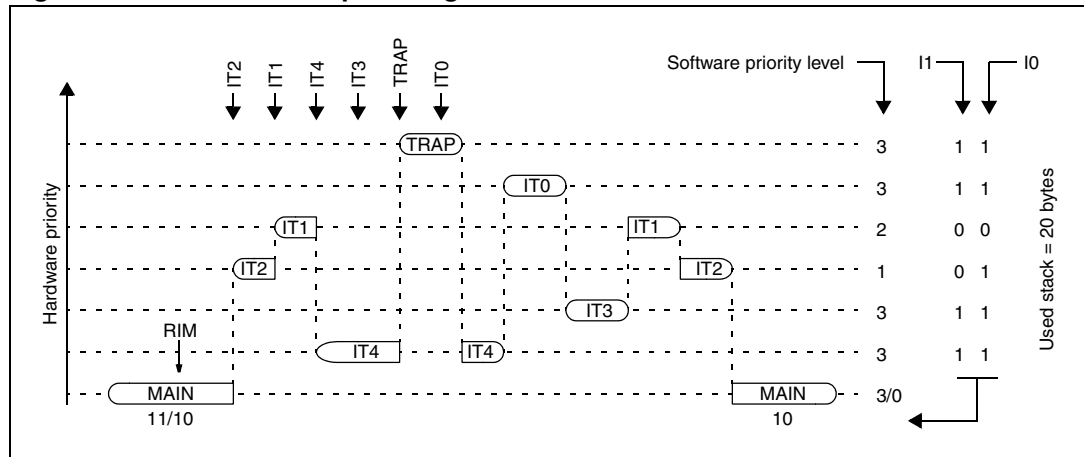 IT2
IT1
IT4
IT3
TRAP
IT0
Software priority level
I1
I0
Hardware priority
TRAP
3
1 1
IT0
3
1 1
IT1
IT1
2
0 0
IT2
IT2
1
0 1
RIM
IT3
3
1 1
IT4
IT4
3
1 1
MAIN
MAIN
3/0
11/10
10
Used stack = 20 bytes